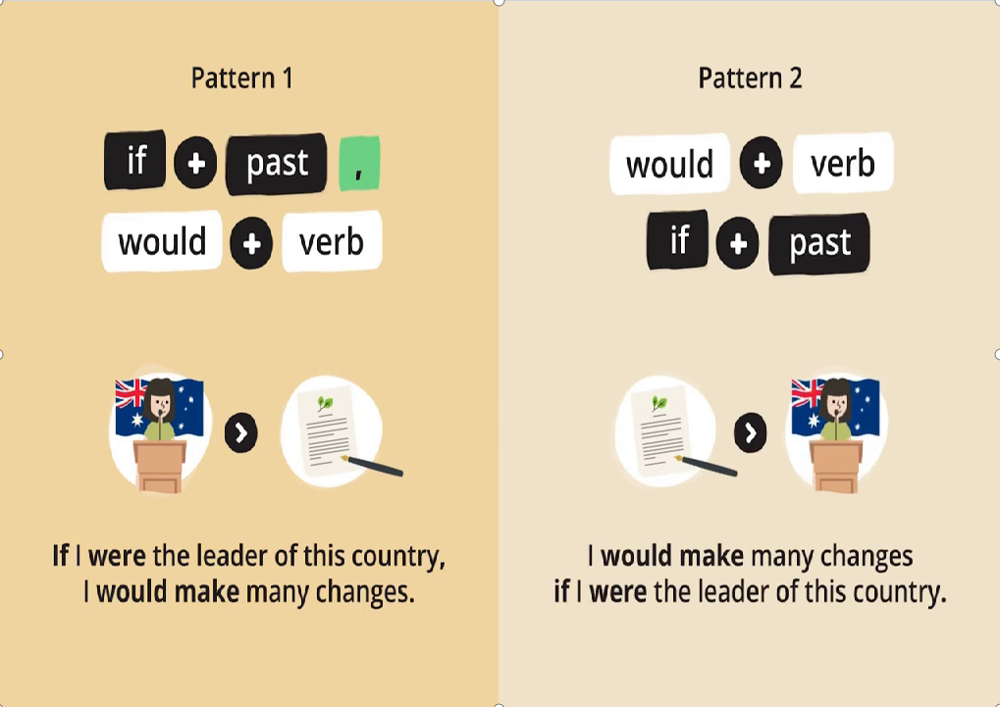 Pattern 1
if + past ,
would + verb
If I were the leader of this country,
I would make many changes.
Pattern 2
would + verb
if + past
I would make many changes
if I were the leader of this country.